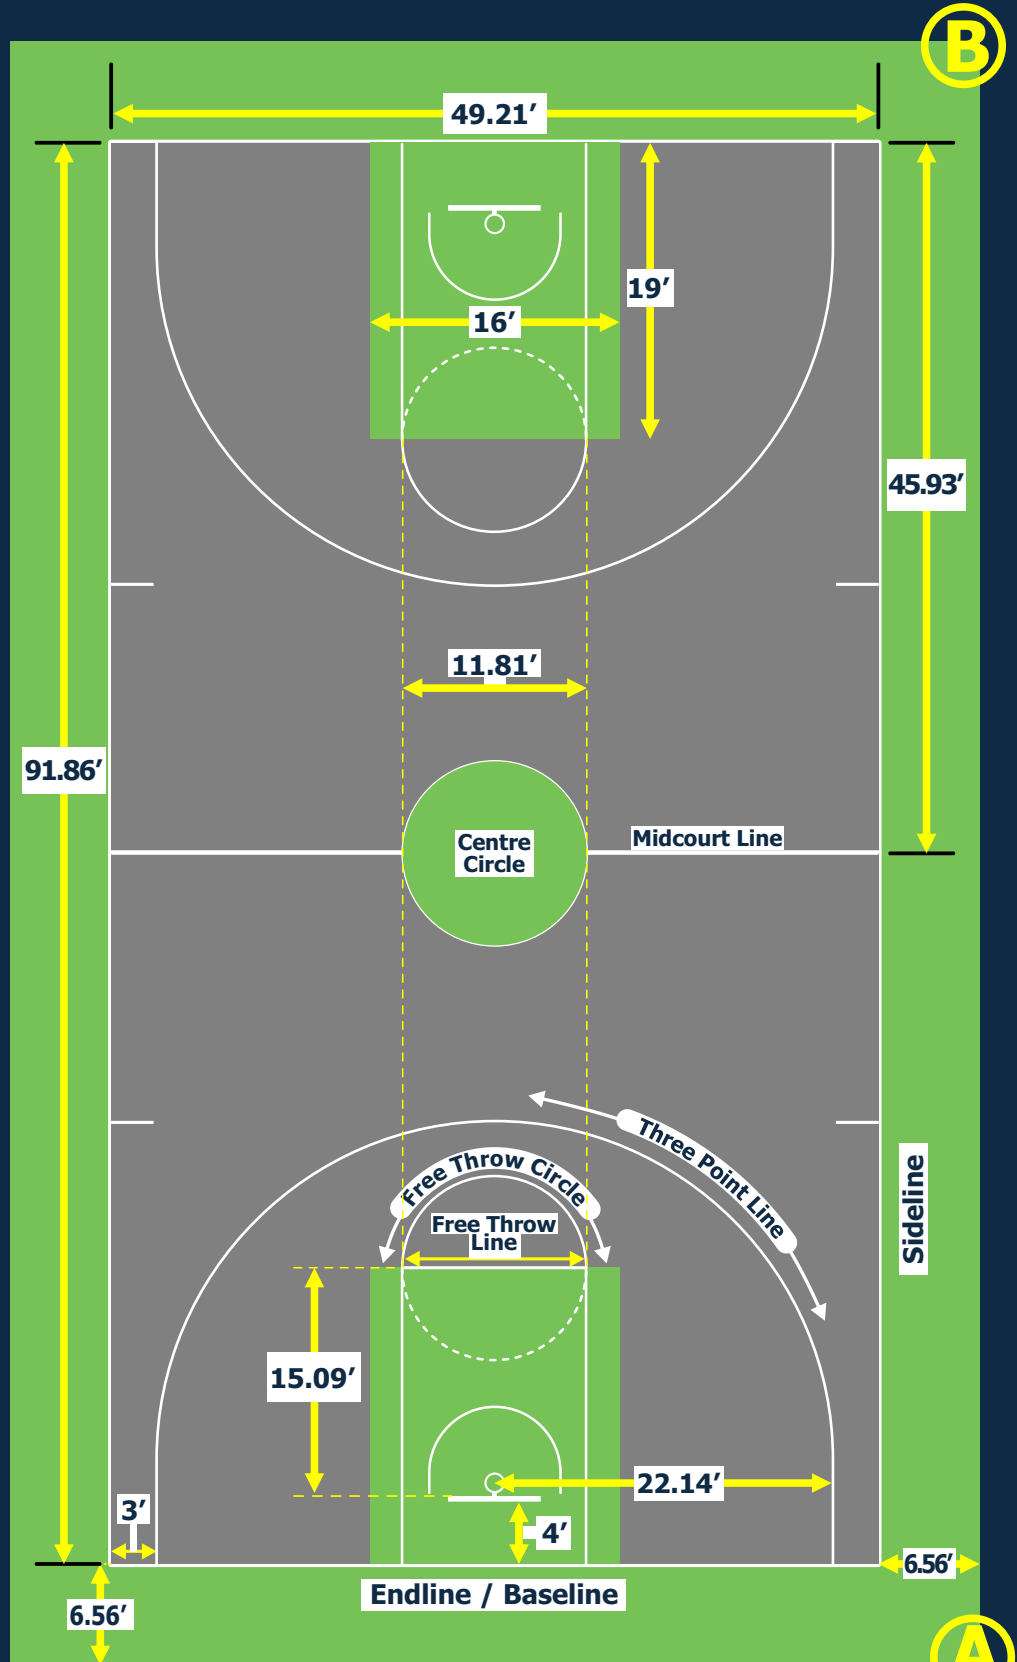 B
49.21’
19’
16’
45.93’
11.81’
91.86’
Midcourt Line
Centre
Circle
Three Point Line
Free Throw Circle
Sideline
Free Throw
Line
15.09’
22.14’
3’
4’
6.56’
Endline / Baseline
6.56’
A